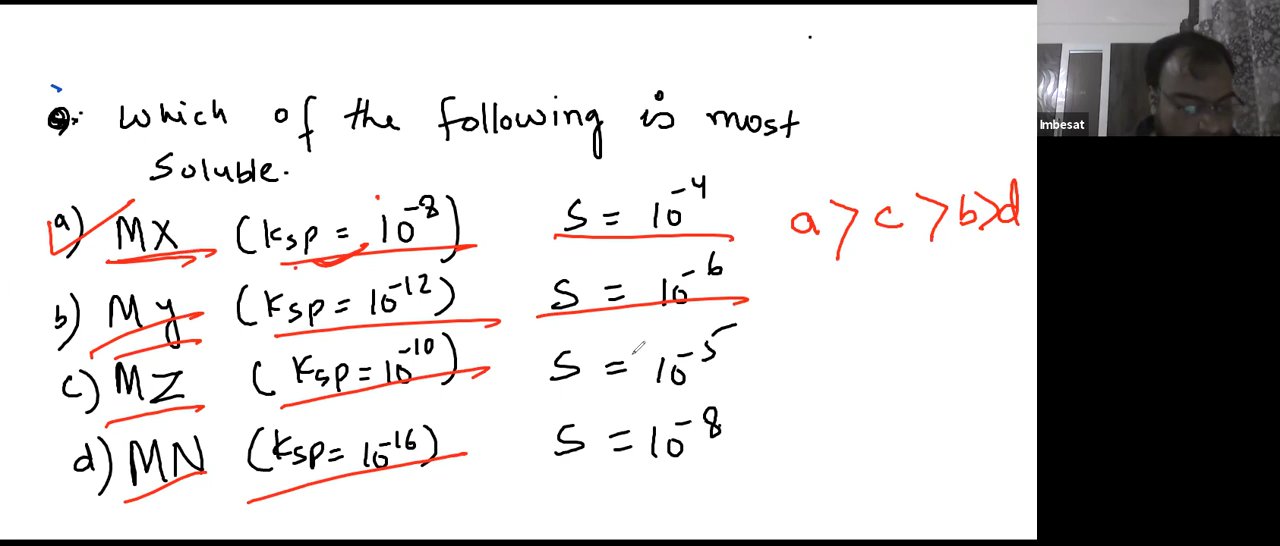 Q: Which of the following is most
Soluble.
a) MX (Ksp = 10⁻⁸) S = 10⁻⁴ a > c > b > d
b) My (Ksp = 10⁻¹²) S = 10⁻⁶
c) MZ (Ksp = 10⁻¹⁰) S = 10⁻⁵
d) MN (Ksp = 10⁻¹⁶) S = 10⁻⁸
Imbesat